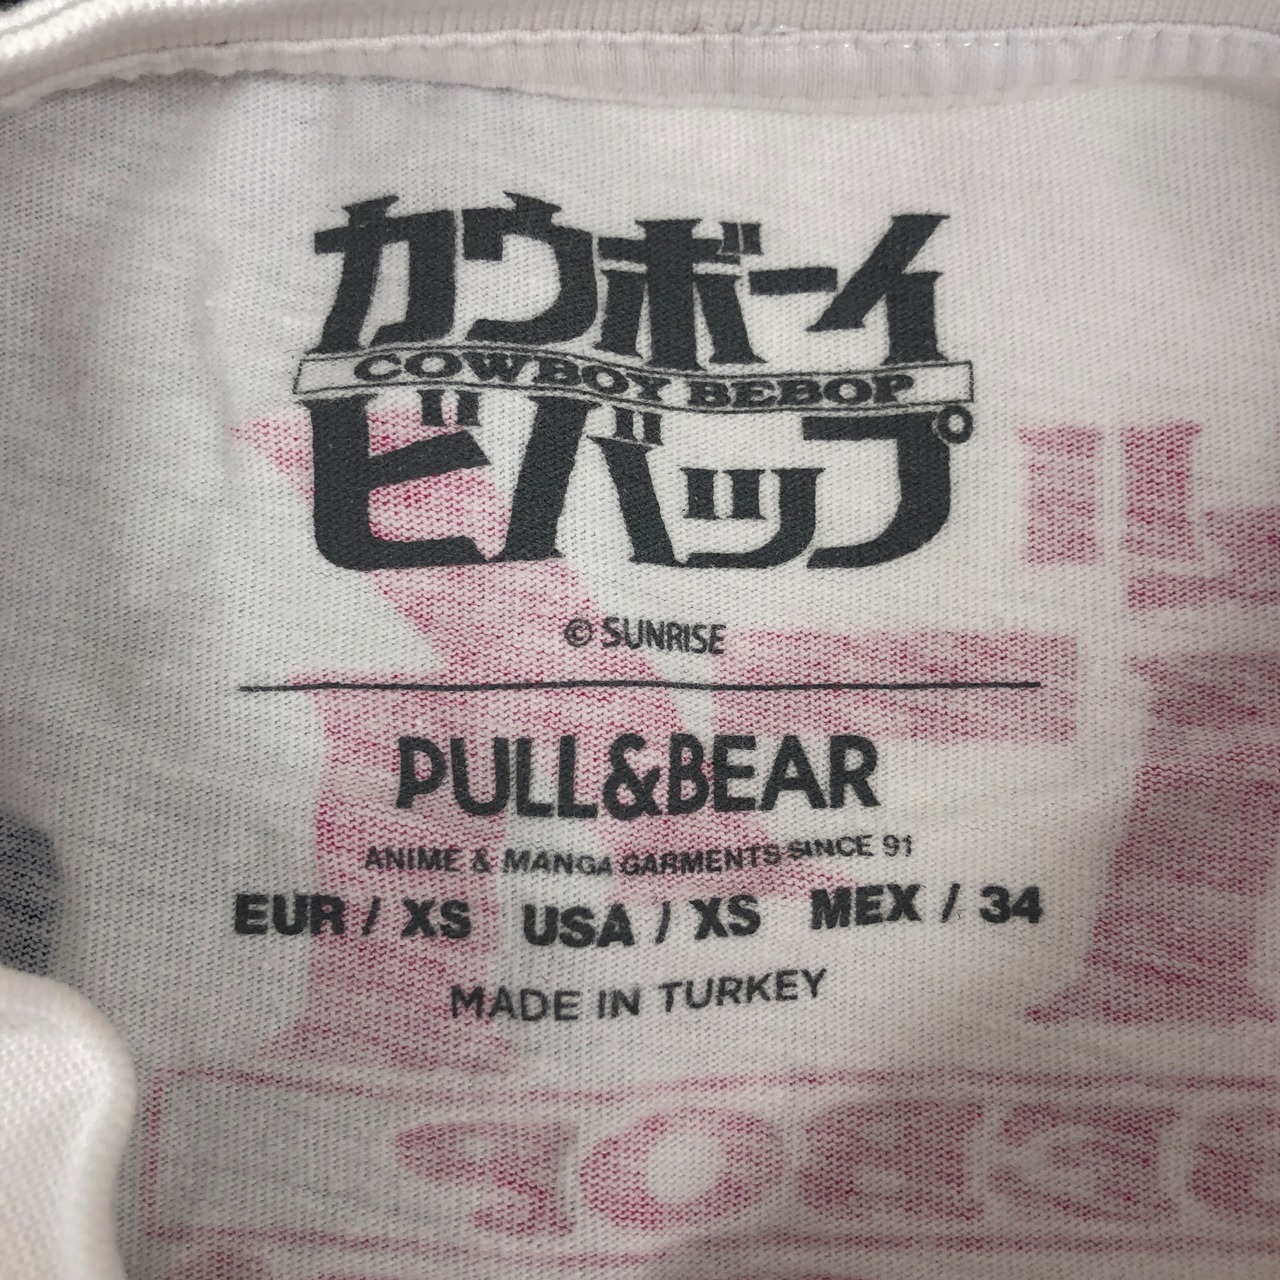 カウボーイ
COWBOY BEBOP
ビバップ
© SUNRISE
PULL&BEAR
ANIME & MANGA GARMENTS SINCE 91
EUR / XS USA / XS MEX / 34
MADE IN TURKEY